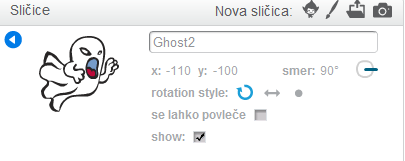 Sličice Nova sličica:
Ghost2
x: -110 y: -100 smer: 90°
rotation style:
se lahko povleče
show: